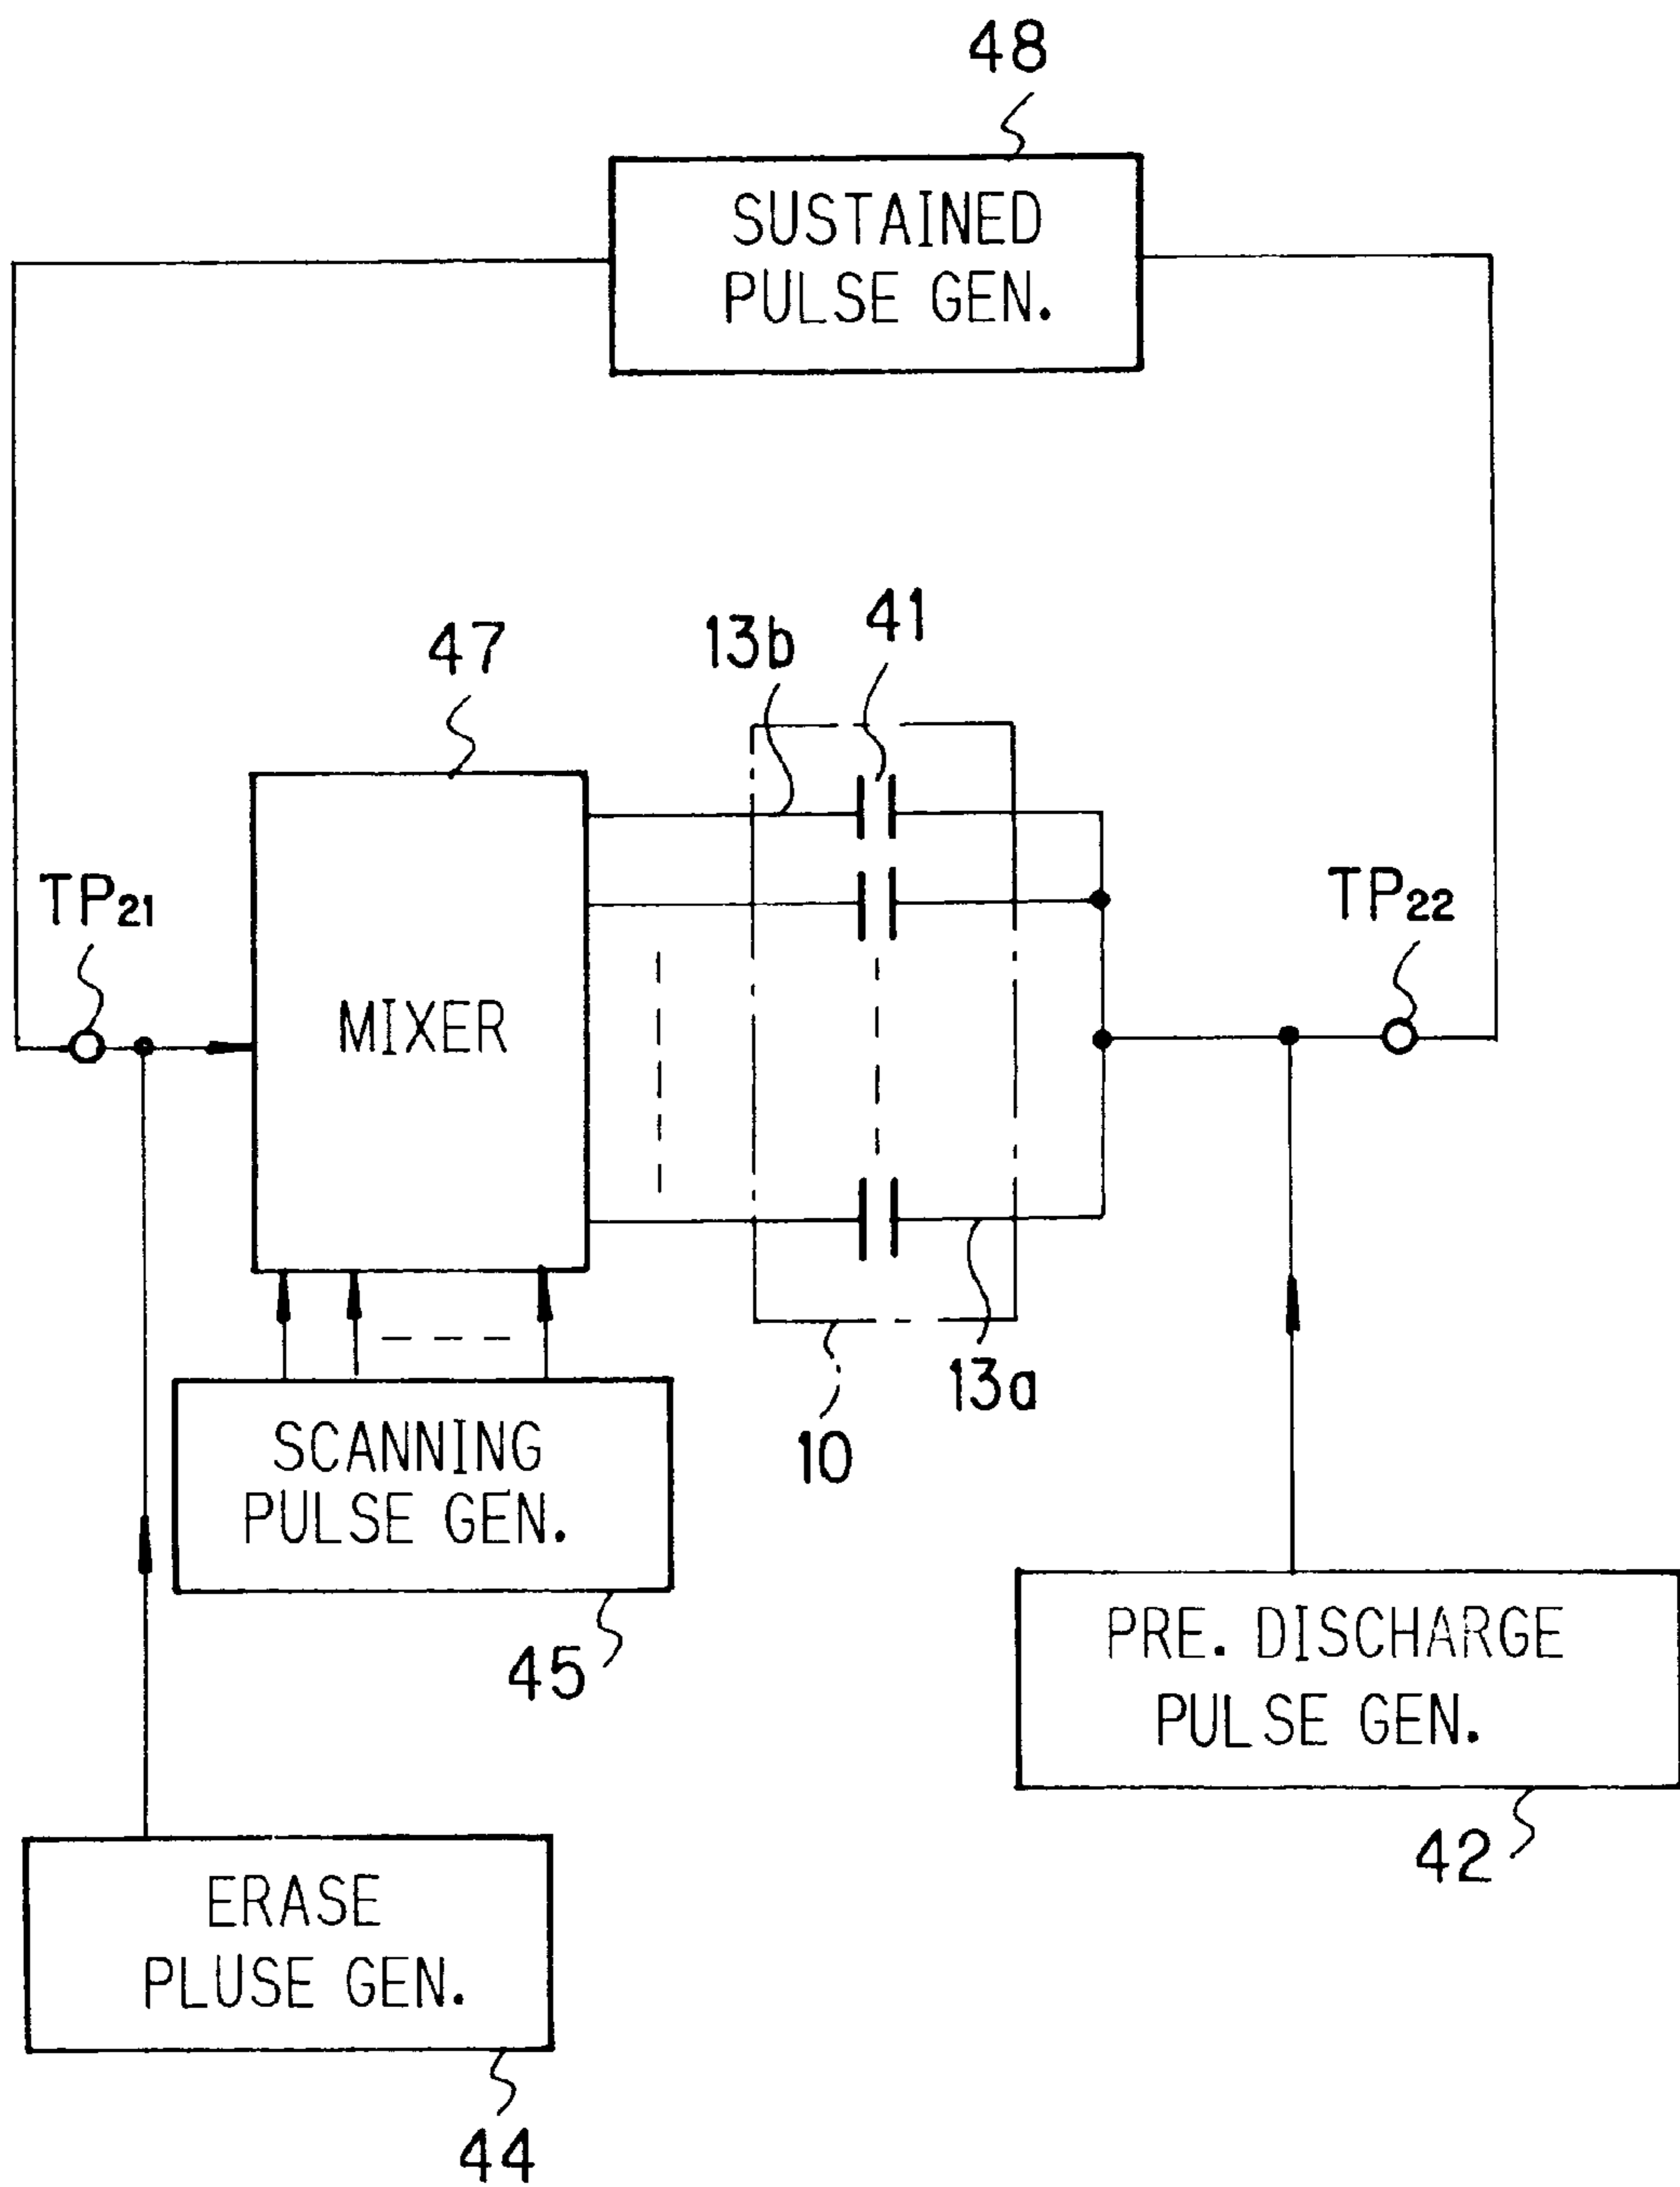 48
SUSTAINED
PULSE GEN.
41
13b
47
TP21
TP22
MIXER
13a
10
SCANNING
PULSE GEN.
45
PRE. DISCHARGE
PULSE GEN.
42
ERASE
PLUSE GEN.
44